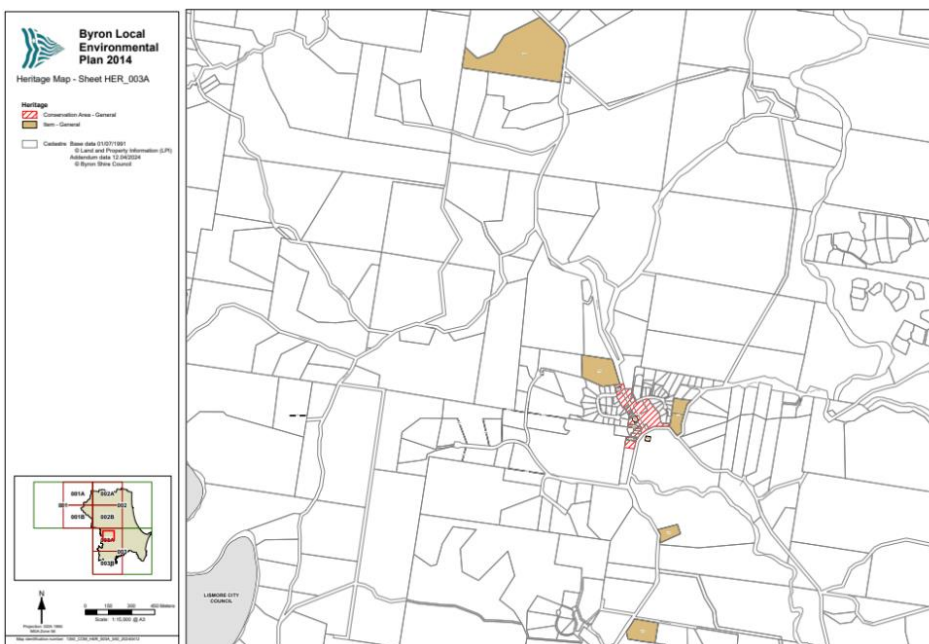 Byron Local
Environmental
Plan 2014
Heritage Map - Sheet HER_003A
Heritage
Conservation Area - General
Item - General
Cadastre Base data 01/07/1991
© Land and Property Information (LPI)
Addendum data 12/04/2024
© Byron Shire Council
001A
002A
001
002
001B
002B
003B
N
Scale: 1:15,000 @ A3
LISMORE CITY
COUNCIL